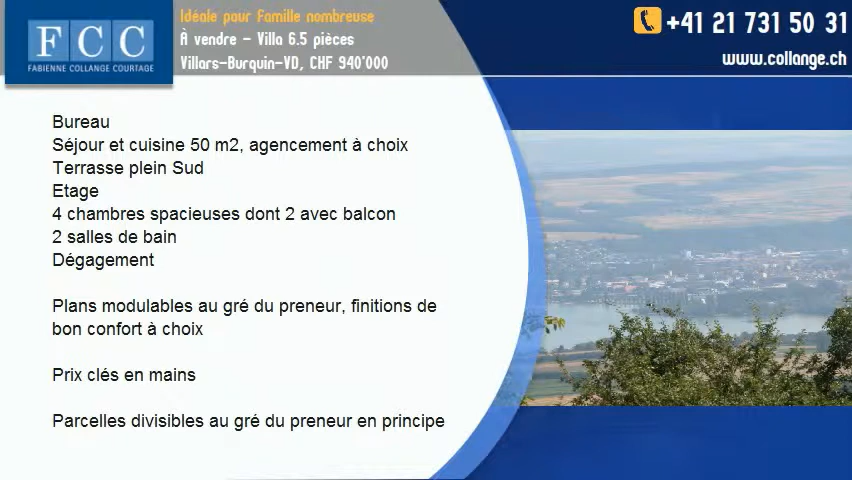 FCC
FABIENNE COLLANGE COURTAGE
Idéale pour Famille nombreuse
À vendre – Villa 6.5 pièces
Villars-Burquin-VD, CHF 940'000
+41 21 731 50 31
www.collange.ch
Bureau
Séjour et cuisine 50 m2, agencement à choix
Terrasse plein Sud
Etage
4 chambres spacieuses dont 2 avec balcon
2 salles de bain
Dégagement
Plans modulables au gré du preneur, finitions de
bon confort à choix
Prix clés en mains
Parcelles divisibles au gré du preneur en principe